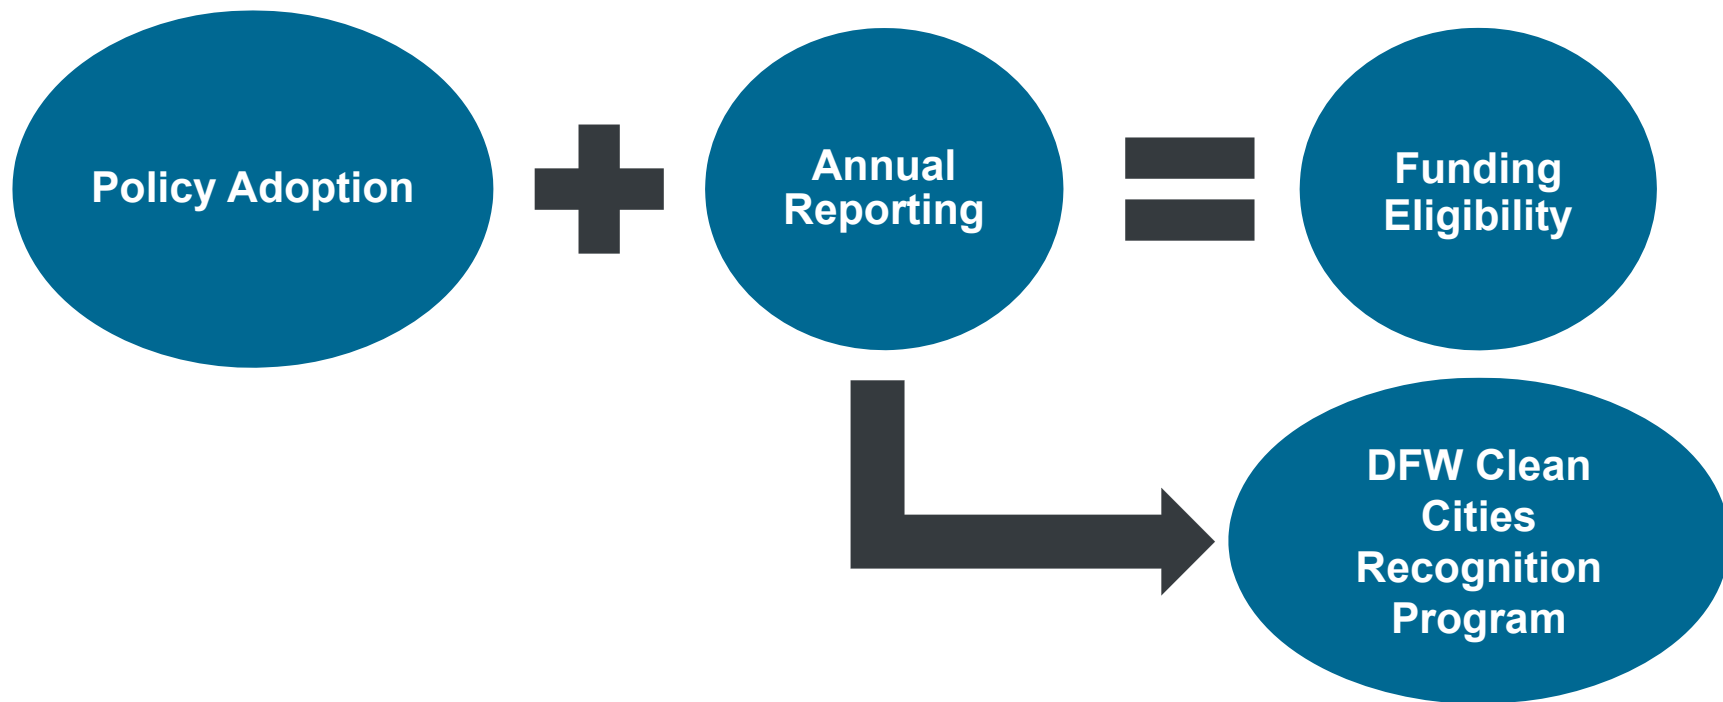 Policy Adoption
Annual
Reporting
Funding
Eligibility
DFW Clean
Cities
Recognition
Program